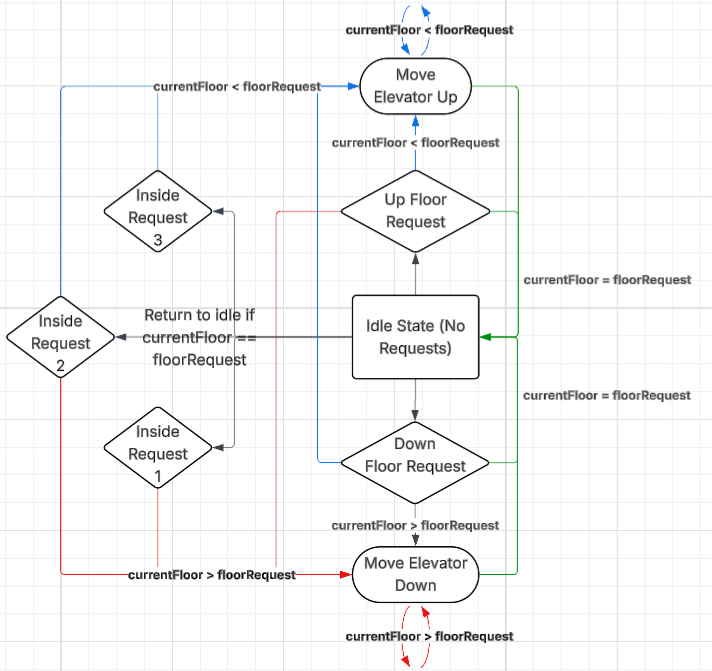 currentFloor < floorRequest
Move
Elevator Up
currentFloor < floorRequest
currentFloor < floorRequest
Inside
Request
3
Up Floor
Request
currentFloor = floorRequest
Inside
Request
2
Return to idle if
currentFloor ==
floorRequest
Idle State (No
Requests)
currentFloor = floorRequest
Inside
Request
1
Down
Floor Request
currentFloor > floorRequest
currentFloor > floorRequest
Move Elevator
Down
currentFloor > floorRequest